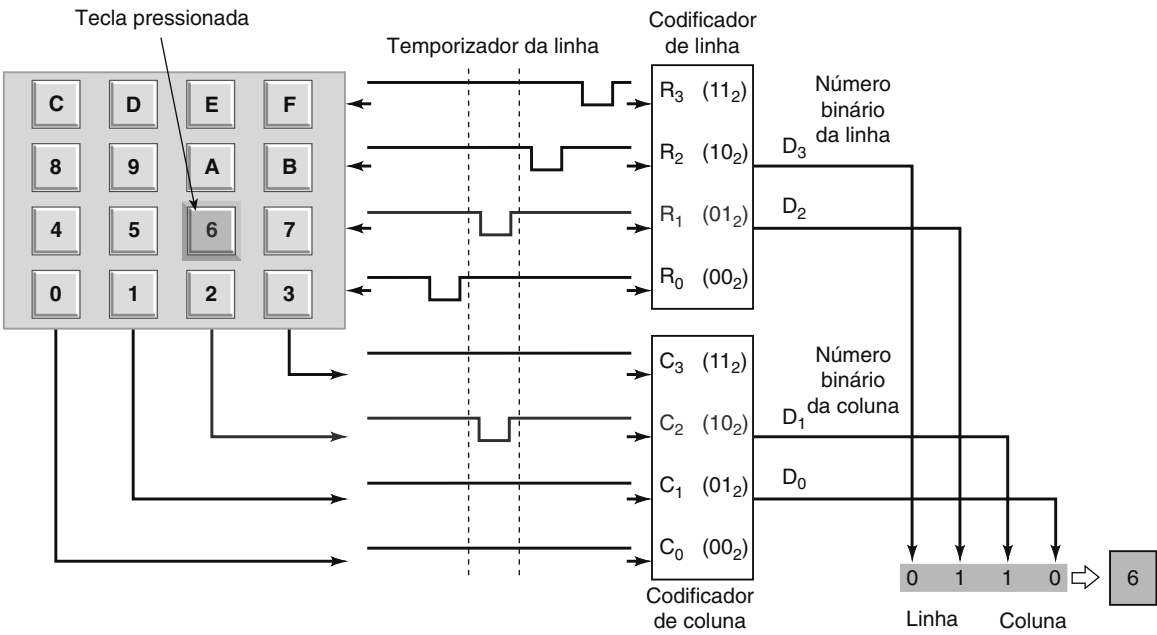 Tecla pressionada
Temporizador da linha
Codificador
de linha
C D E F
8 9 A B
4 5 6 7
0 1 2 3
R₃ (11₂)
R₂ (10₂)
R₁ (01₂)
R₀ (00₂)
Número
binário
da linha
D₃
D₂
C₃ (11₂)
C₂ (10₂)
C₁ (01₂)
C₀ (00₂)
Codificador
de coluna
Número
binário
da coluna
D₁
D₀
0 1 1 0 6
Linha Coluna